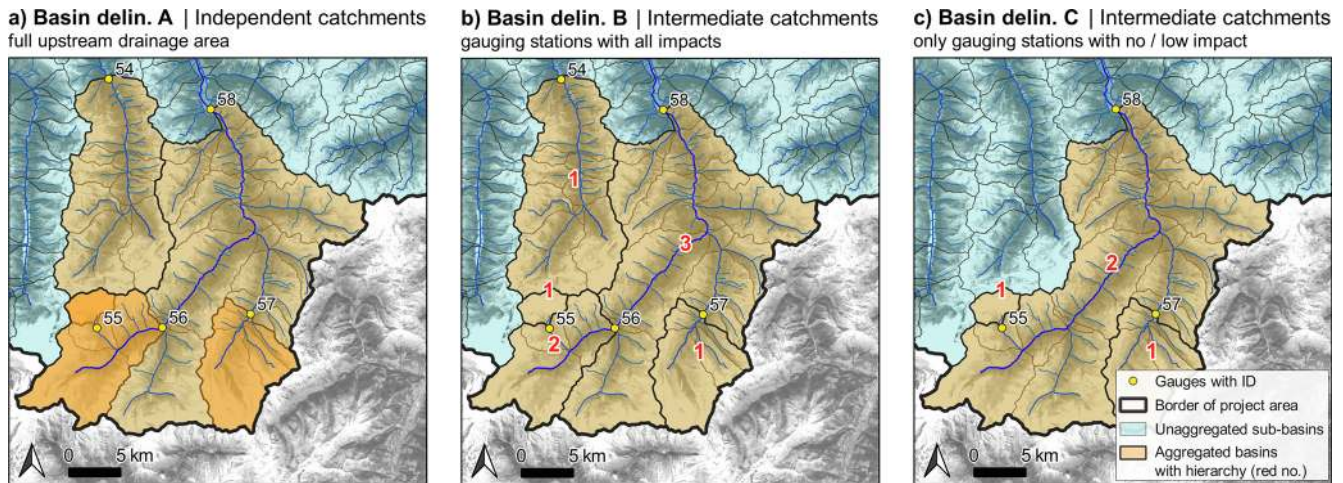 a) Basin delin. A | Independent catchments
full upstream drainage area
54
58
55
56
57
0 5 km
b) Basin delin. B | Intermediate catchments
gauging stations with all impacts
54
58
1
3
1
55
56
57
2
1
0 5 km
c) Basin delin. C | Intermediate catchments
only gauging stations with no / low impact
58
2
1
55
57
1
0 5 km
Gauges with ID
Border of project area
Unaggregated sub-basins
Aggregated basins
with hierarchy (red no.)